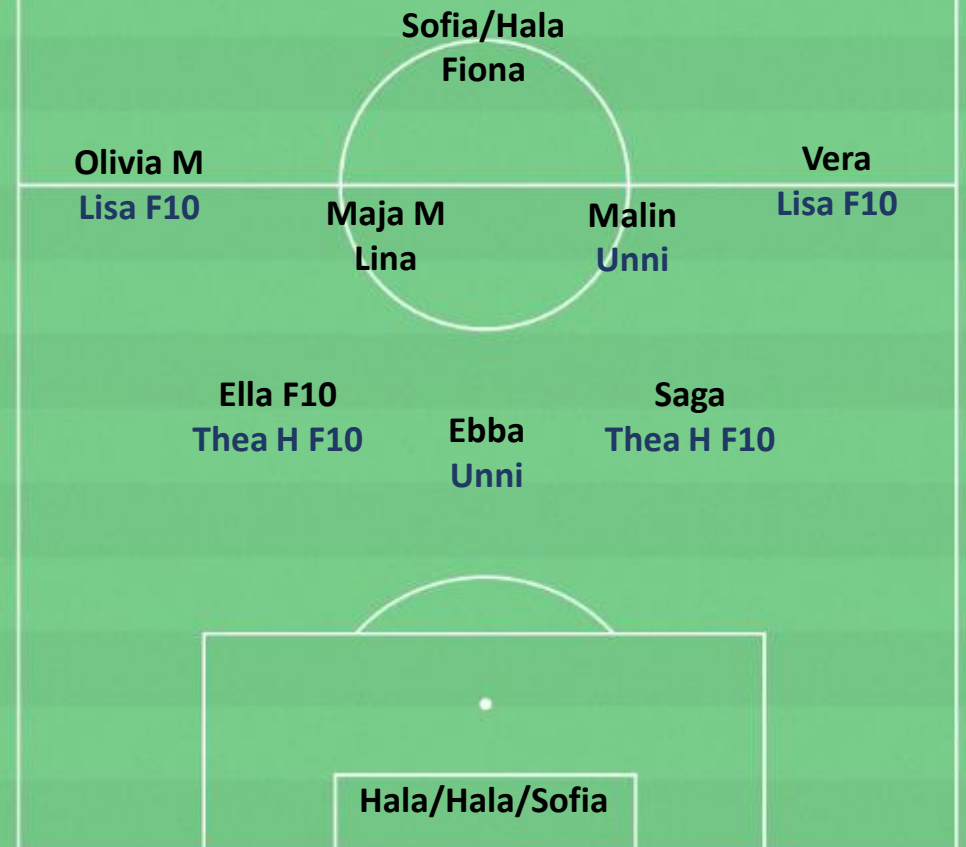 Sofia/Hala
Fiona
Olivia M
Lisa F10
Vera
Lisa F10
Maja M
Lina
Malin
Unni
Ella F10
Thea H F10
Ebba
Unni
Saga
Thea H F10
Hala/Hala/Sofia